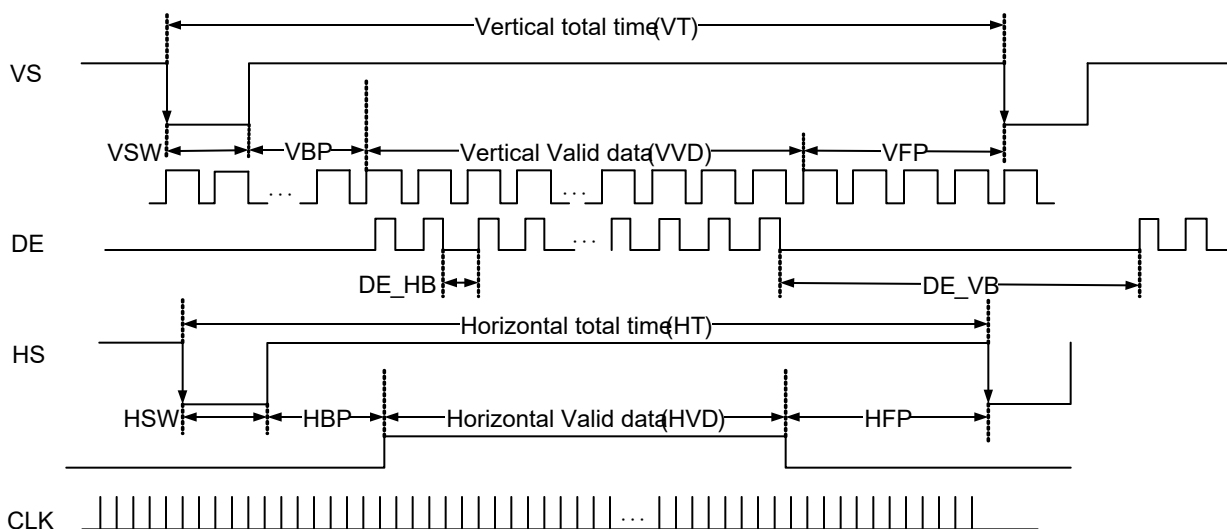 Vertical total time(VT)
VS
VSW VBP Vertical Valid data(VVD) VFP
...
...
DE
...
DE_HB DE_VB
Horizontal total time(HT)
HS
HSW HBP Horizontal Valid data(HVD) HFP
CLK ...